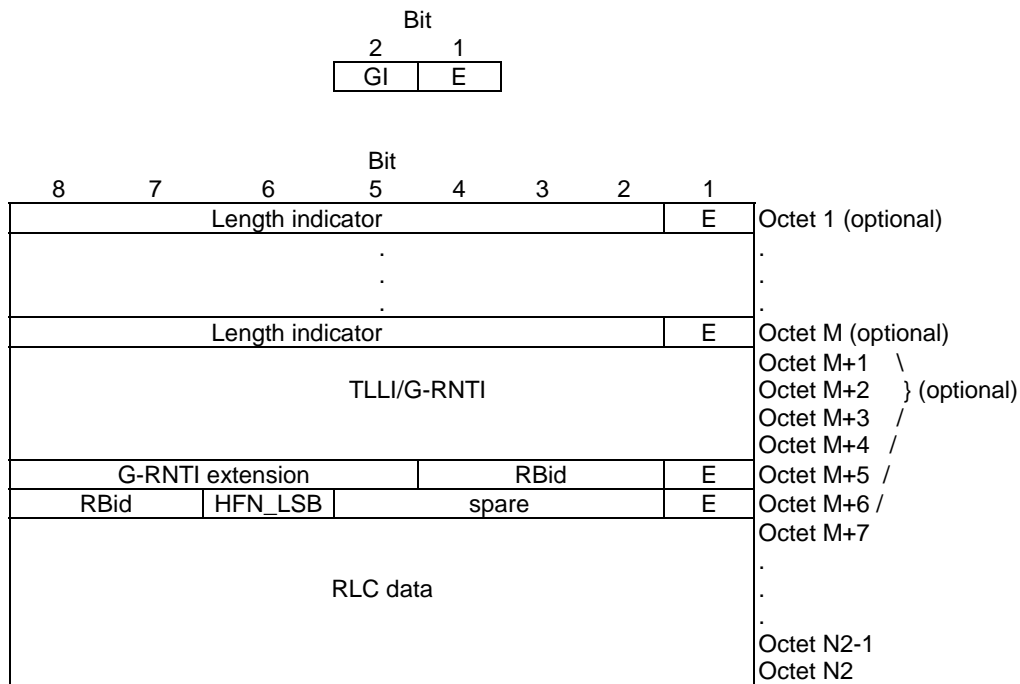 Bit
2 1
GI E
Bit
8 7 6 5 4 3 2 1
Length indicator E Octet 1 (optional)
. .
. .
. .
Length indicator E Octet M (optional)
Octet M+1 \
TLLI/G-RNTI Octet M+2 } (optional)
Octet M+3 /
Octet M+4 /
G-RNTI extension RBid E Octet M+5 /
RBid HFN_LSB spare E Octet M+6 /
Octet M+7
.
RLC data .
.
Octet N2-1
Octet N2